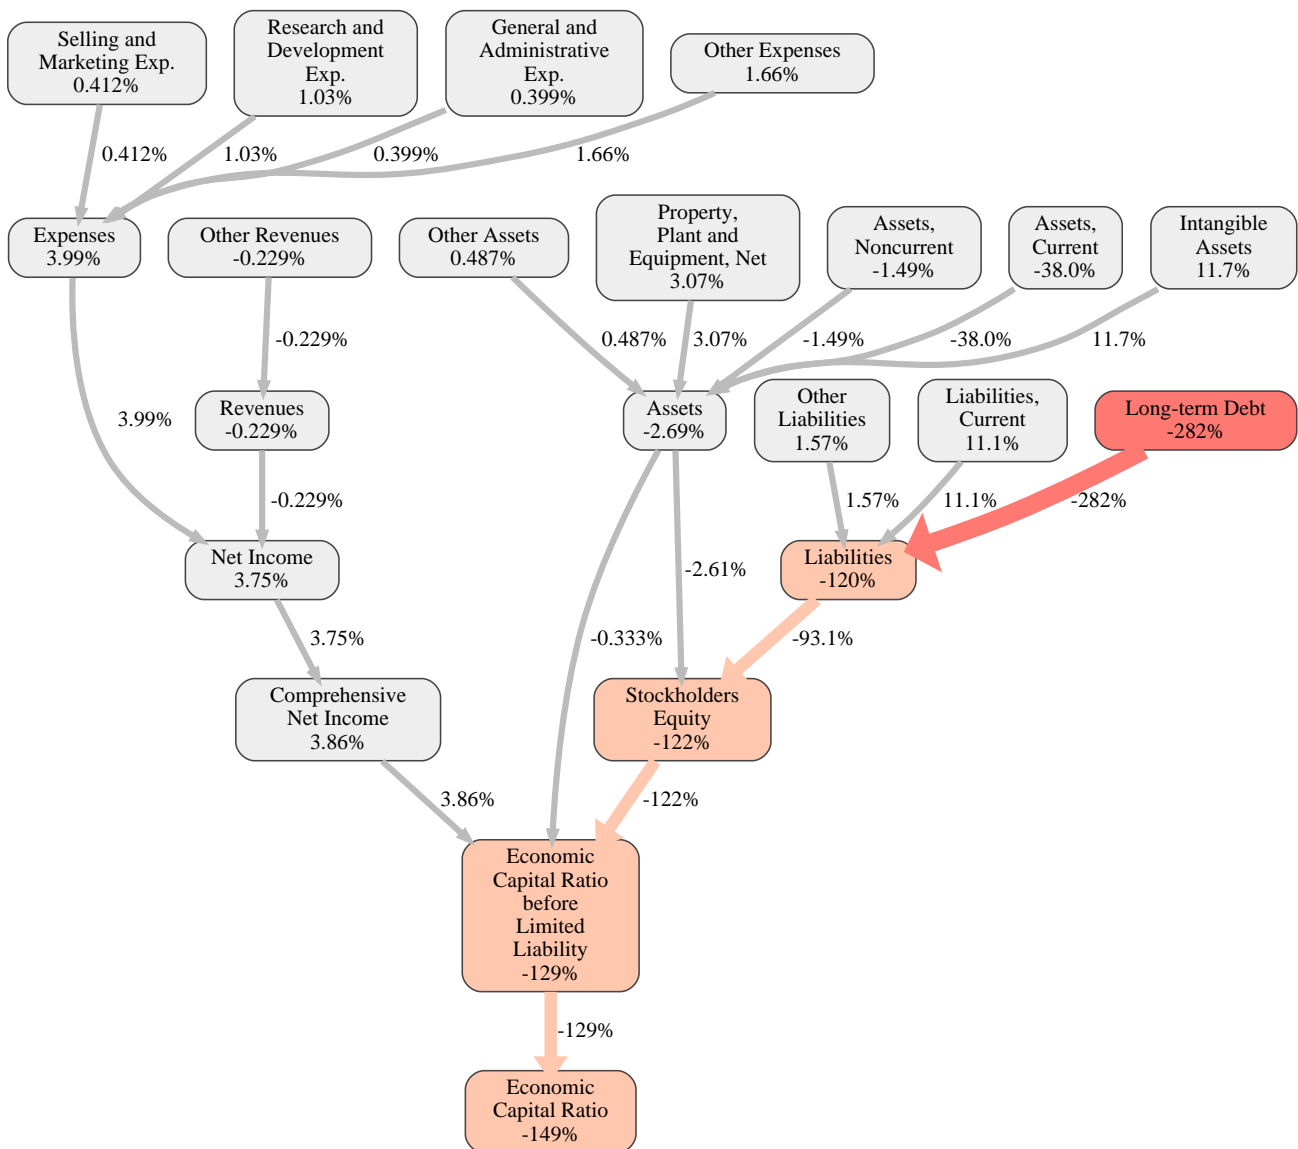 Selling and
Marketing Exp.
0.412%
Research and
Development
Exp.
1.03%
General and
Administrative
Exp.
0.399%
Other Expenses
1.66%
0.412%
1.03%
0.399%
1.66%
Expenses
3.99%
Other Revenues
-0.229%
Other Assets
0.487%
Property,
Plant and
Equipment, Net
3.07%
Assets,
Noncurrent
-1.49%
Assets,
Current
-38.0%
Intangible
Assets
11.7%
-0.229%
0.487%
3.07%
-1.49%
-38.0%
11.7%
3.99%
Revenues
-0.229%
Assets
-2.69%
Other
Liabilities
1.57%
Liabilities,
Current
11.1%
Long-term Debt
-282%
-0.229%
1.57%
11.1%
-282%
Net Income
3.75%
-2.61%
Liabilities
-120%
3.75%
-0.333%
-93.1%
Comprehensive
Net Income
3.86%
Stockholders
Equity
-122%
3.86%
-122%
Economic
Capital Ratio
before
Limited
Liability
-129%
-129%
Economic
Capital Ratio
-149%